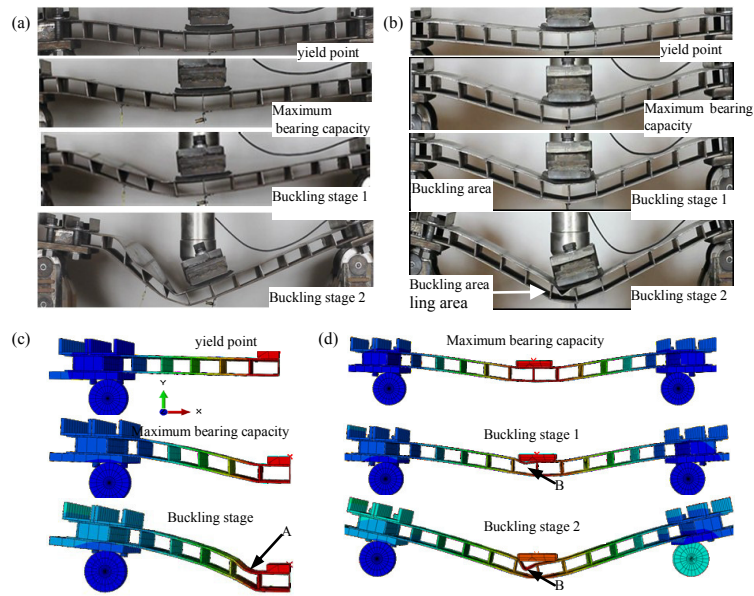 (a)
yield point
Maximum
bearing capacity
Buckling stage 1
Buckling stage 2
(b)
yield point
Maximum bearing
capacity
Buckling area
Buckling stage 1
Buckling area
ling area
Buckling stage 2
(c)
yield point
Y
X
Maximum bearing capacity
Buckling stage
A
(d)
Maximum bearing capacity
Buckling stage 1
B
Buckling stage 2
B